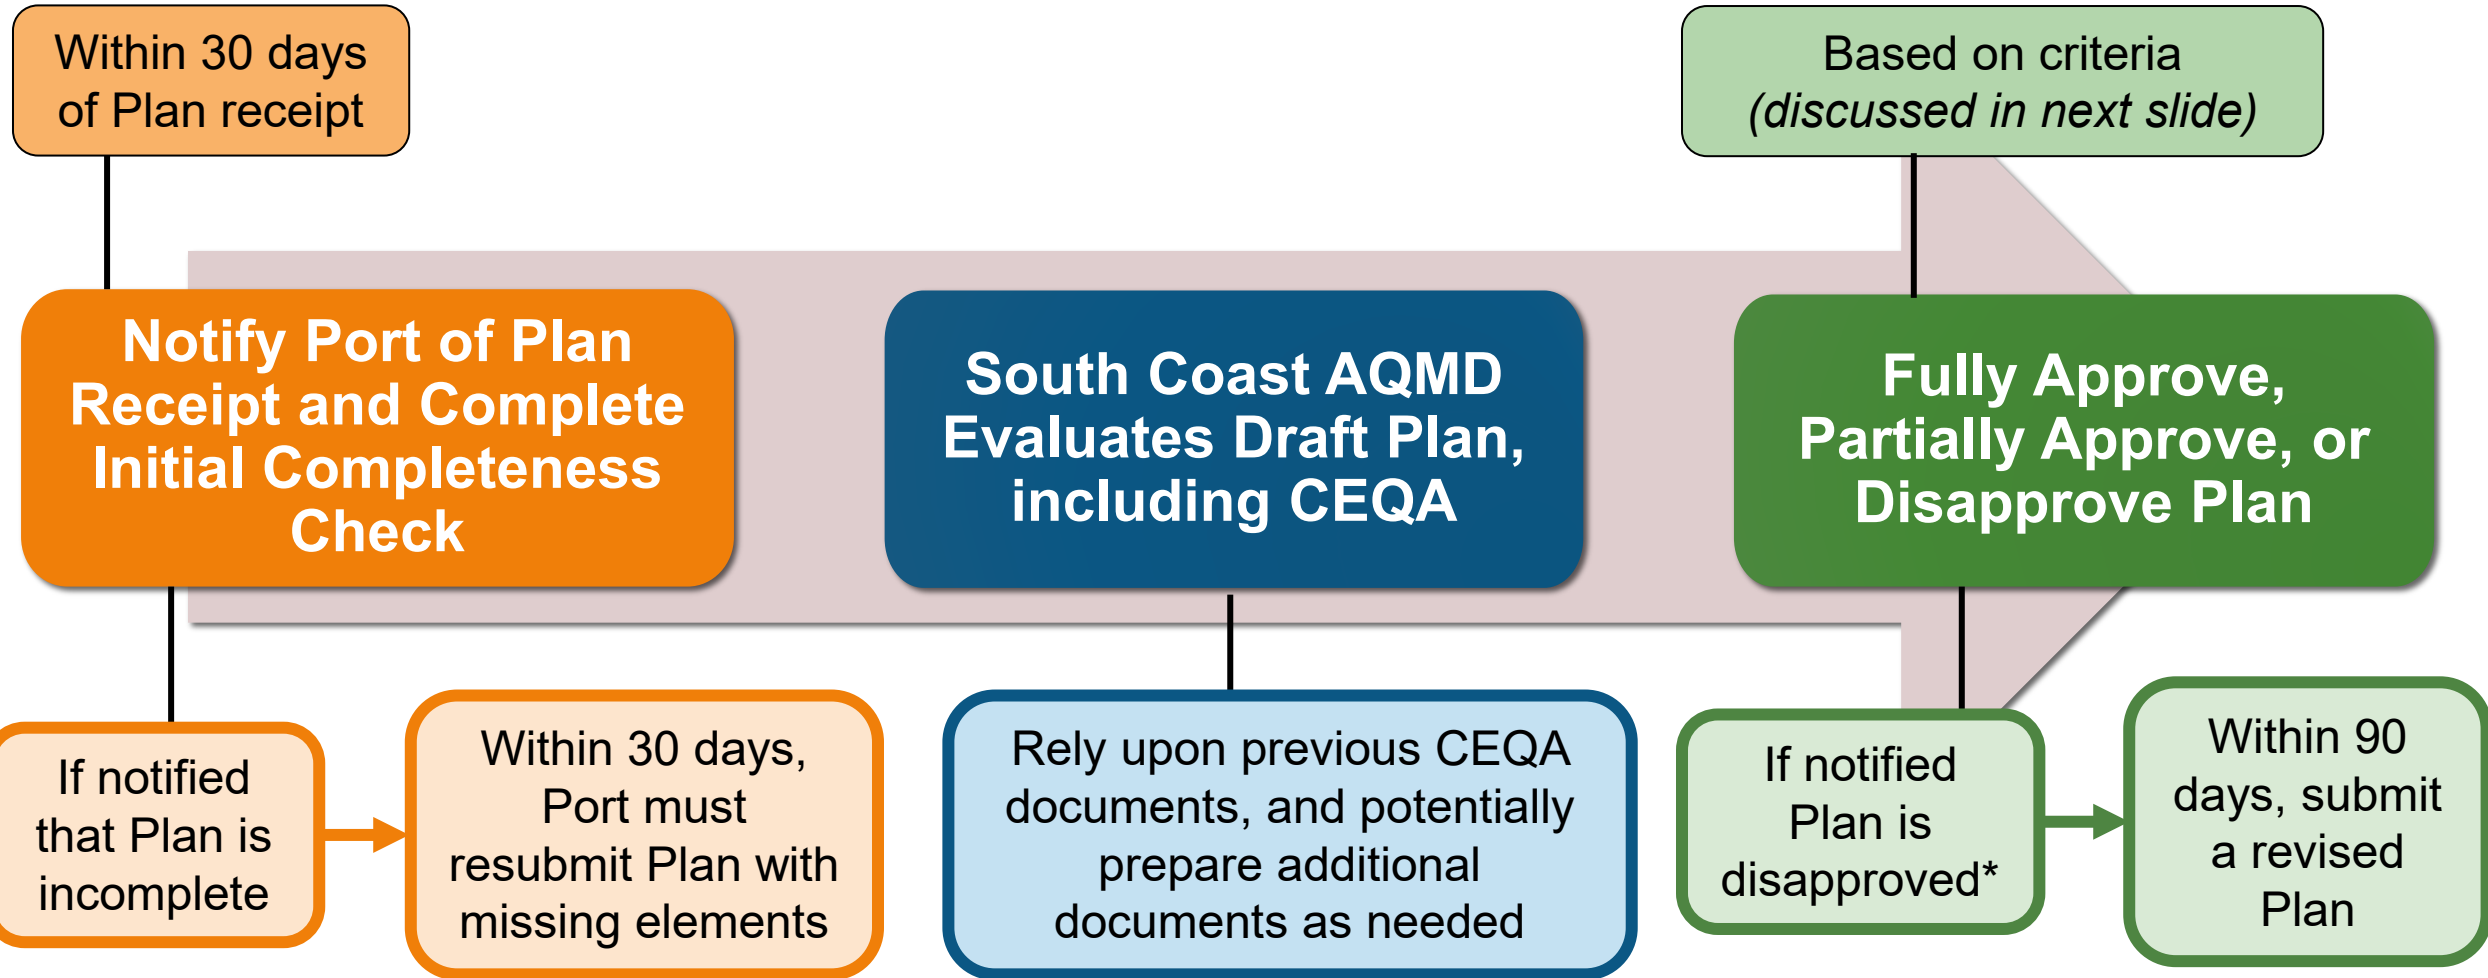 Within 30 days
of Plan receipt
Based on criteria
(discussed in next slide)
Notify Port of Plan
Receipt and Complete
Initial Completeness
Check
South Coast AQMD
Evaluates Draft Plan,
including CEQA
Fully Approve,
Partially Approve, or
Disapprove Plan
If notified
that Plan is
incomplete
Within 30 days,
Port must
resubmit Plan with
missing elements
Rely upon previous CEQA
documents, and potentially
prepare additional
documents as needed
If notified
Plan is
disapproved*
Within 90
days, submit
a revised
Plan